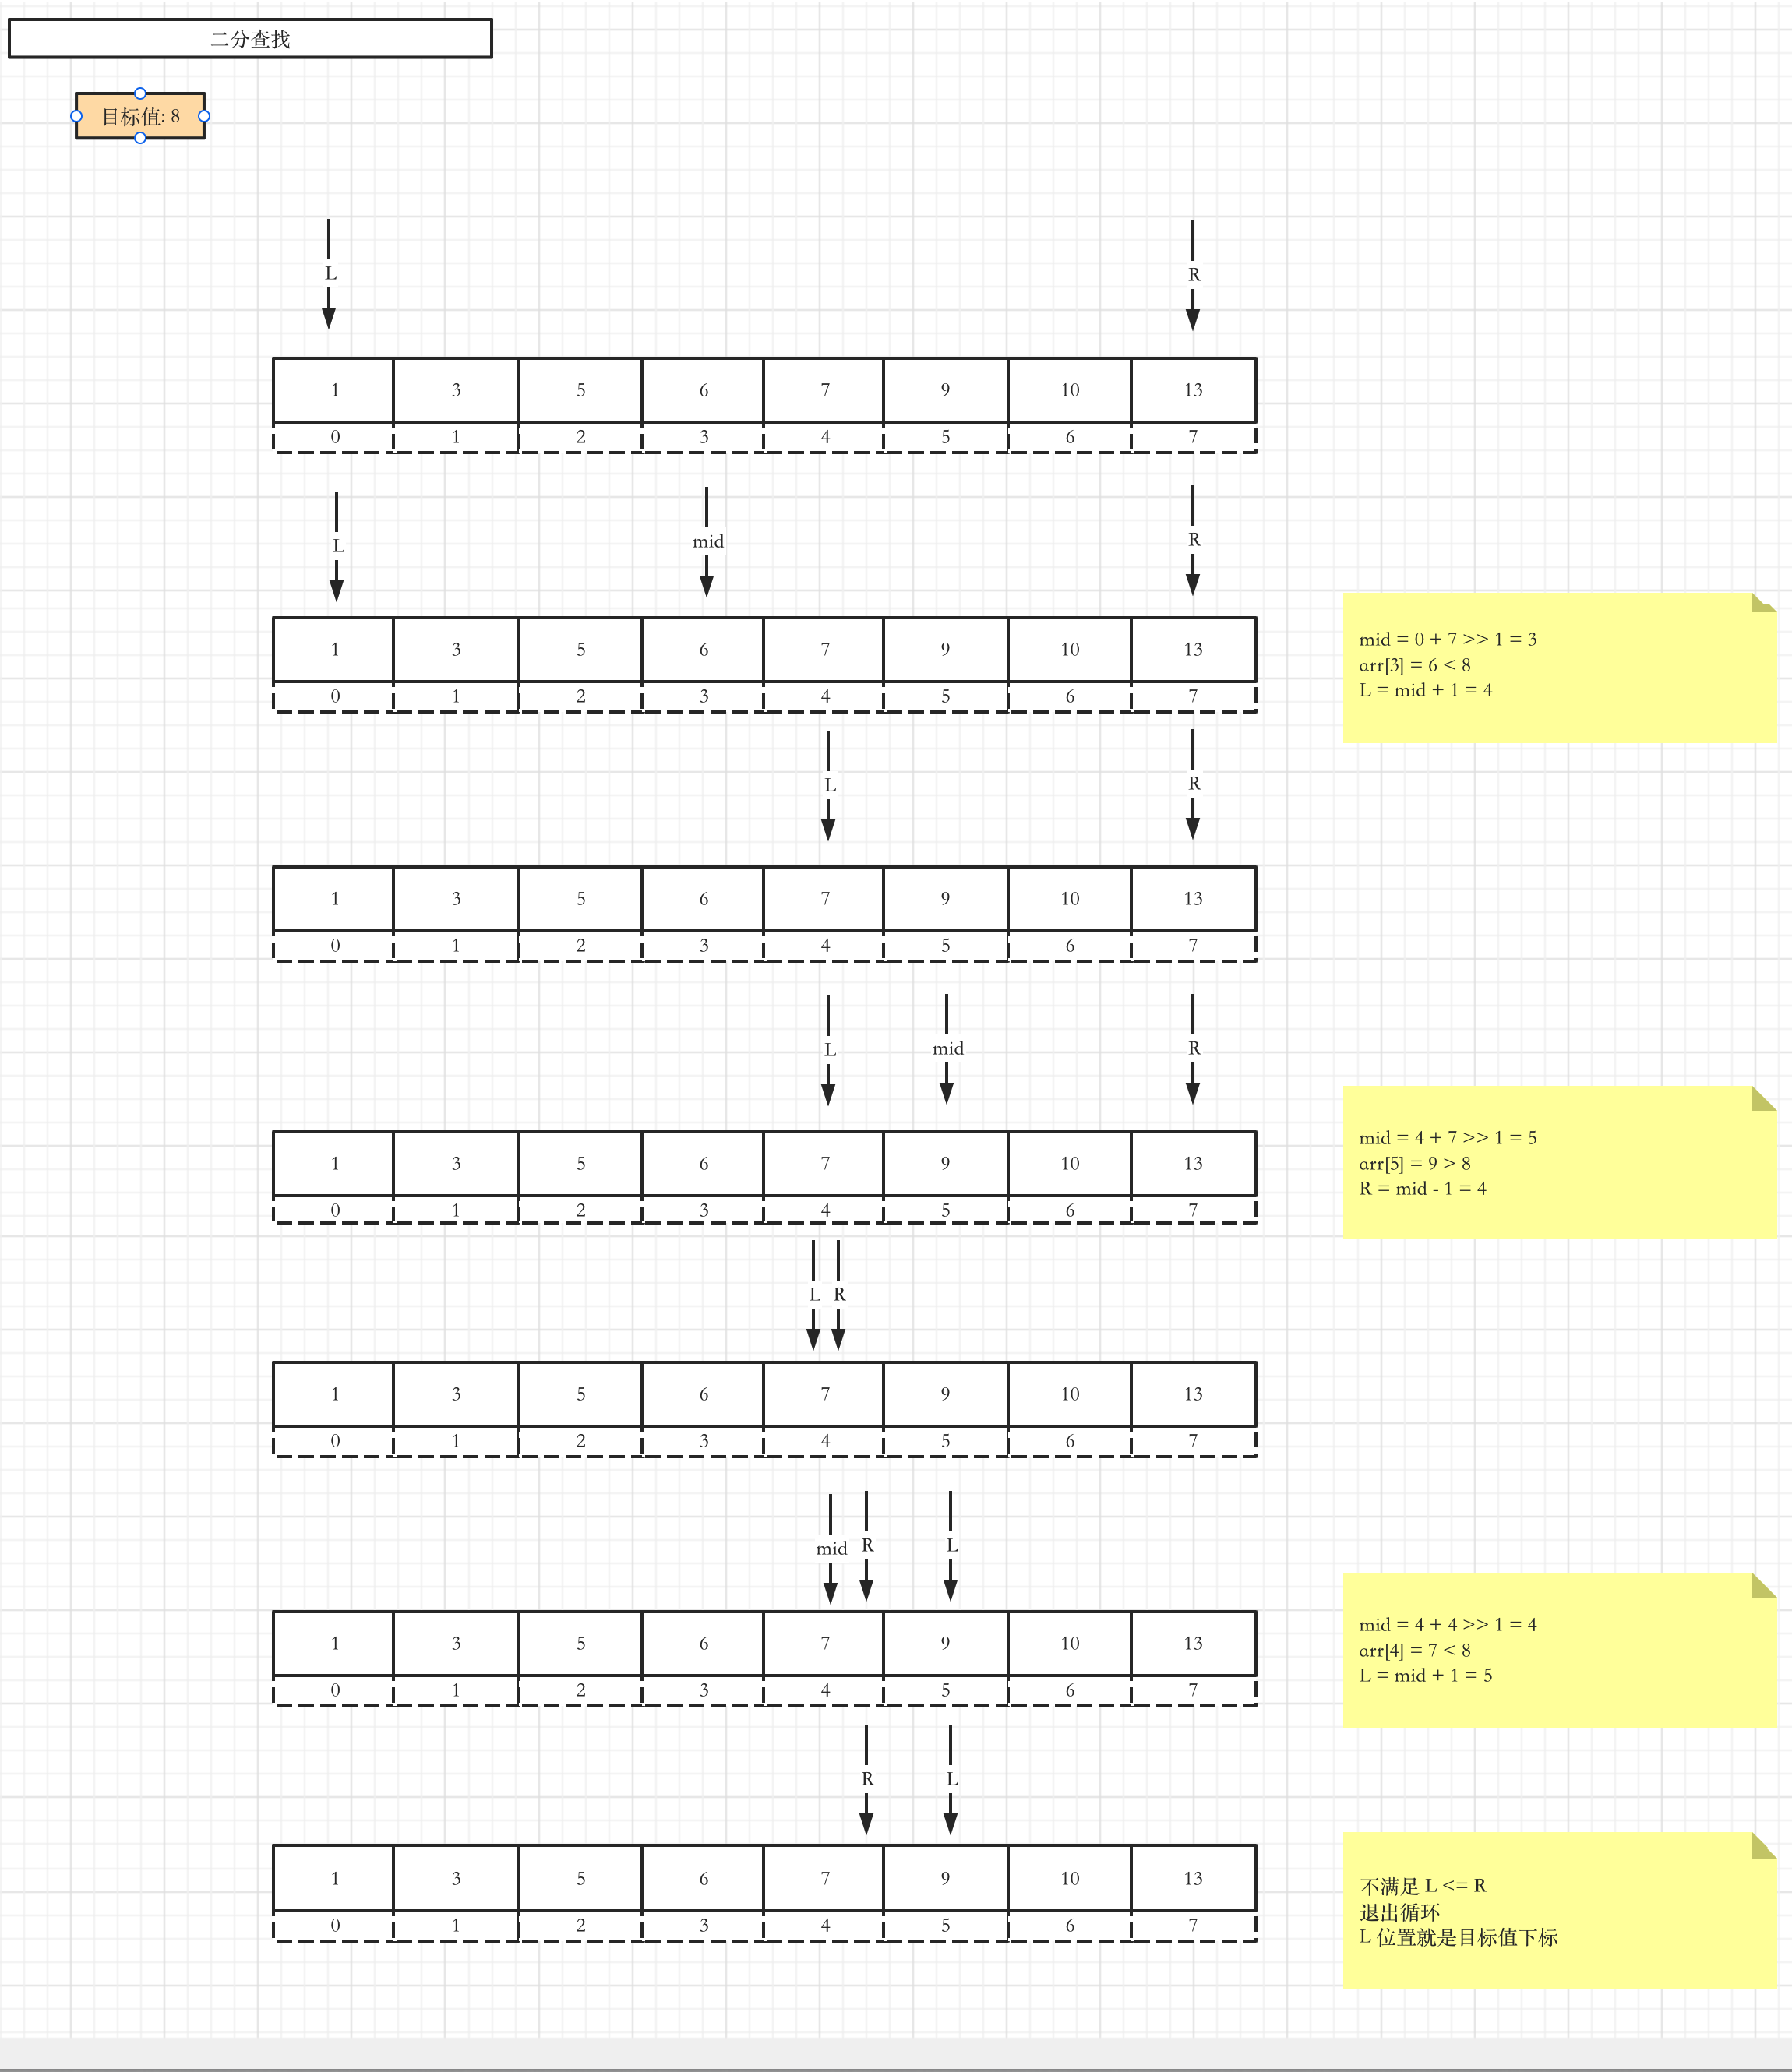 二分查找
目标值: 8
L R
1 3 5 6 7 9 10 13
0 1 2 3 4 5 6 7
L mid R
1 3 5 6 7 9 10 13
0 1 2 3 4 5 6 7
mid = 0 + 7 >> 1 = 3
arr[3] = 6 < 8
L = mid + 1 = 4
L R
1 3 5 6 7 9 10 13
0 1 2 3 4 5 6 7
L mid R
1 3 5 6 7 9 10 13
0 1 2 3 4 5 6 7
mid = 4 + 7 >> 1 = 5
arr[5] = 9 > 8
R = mid - 1 = 4
L R
1 3 5 6 7 9 10 13
0 1 2 3 4 5 6 7
mid R L
1 3 5 6 7 9 10 13
0 1 2 3 4 5 6 7
mid = 4 + 4 >> 1 = 4
arr[4] = 7 < 8
L = mid + 1 = 5
R L
1 3 5 6 7 9 10 13
0 1 2 3 4 5 6 7
不满足 L <= R
退出循环
L 位置就是目标值下标